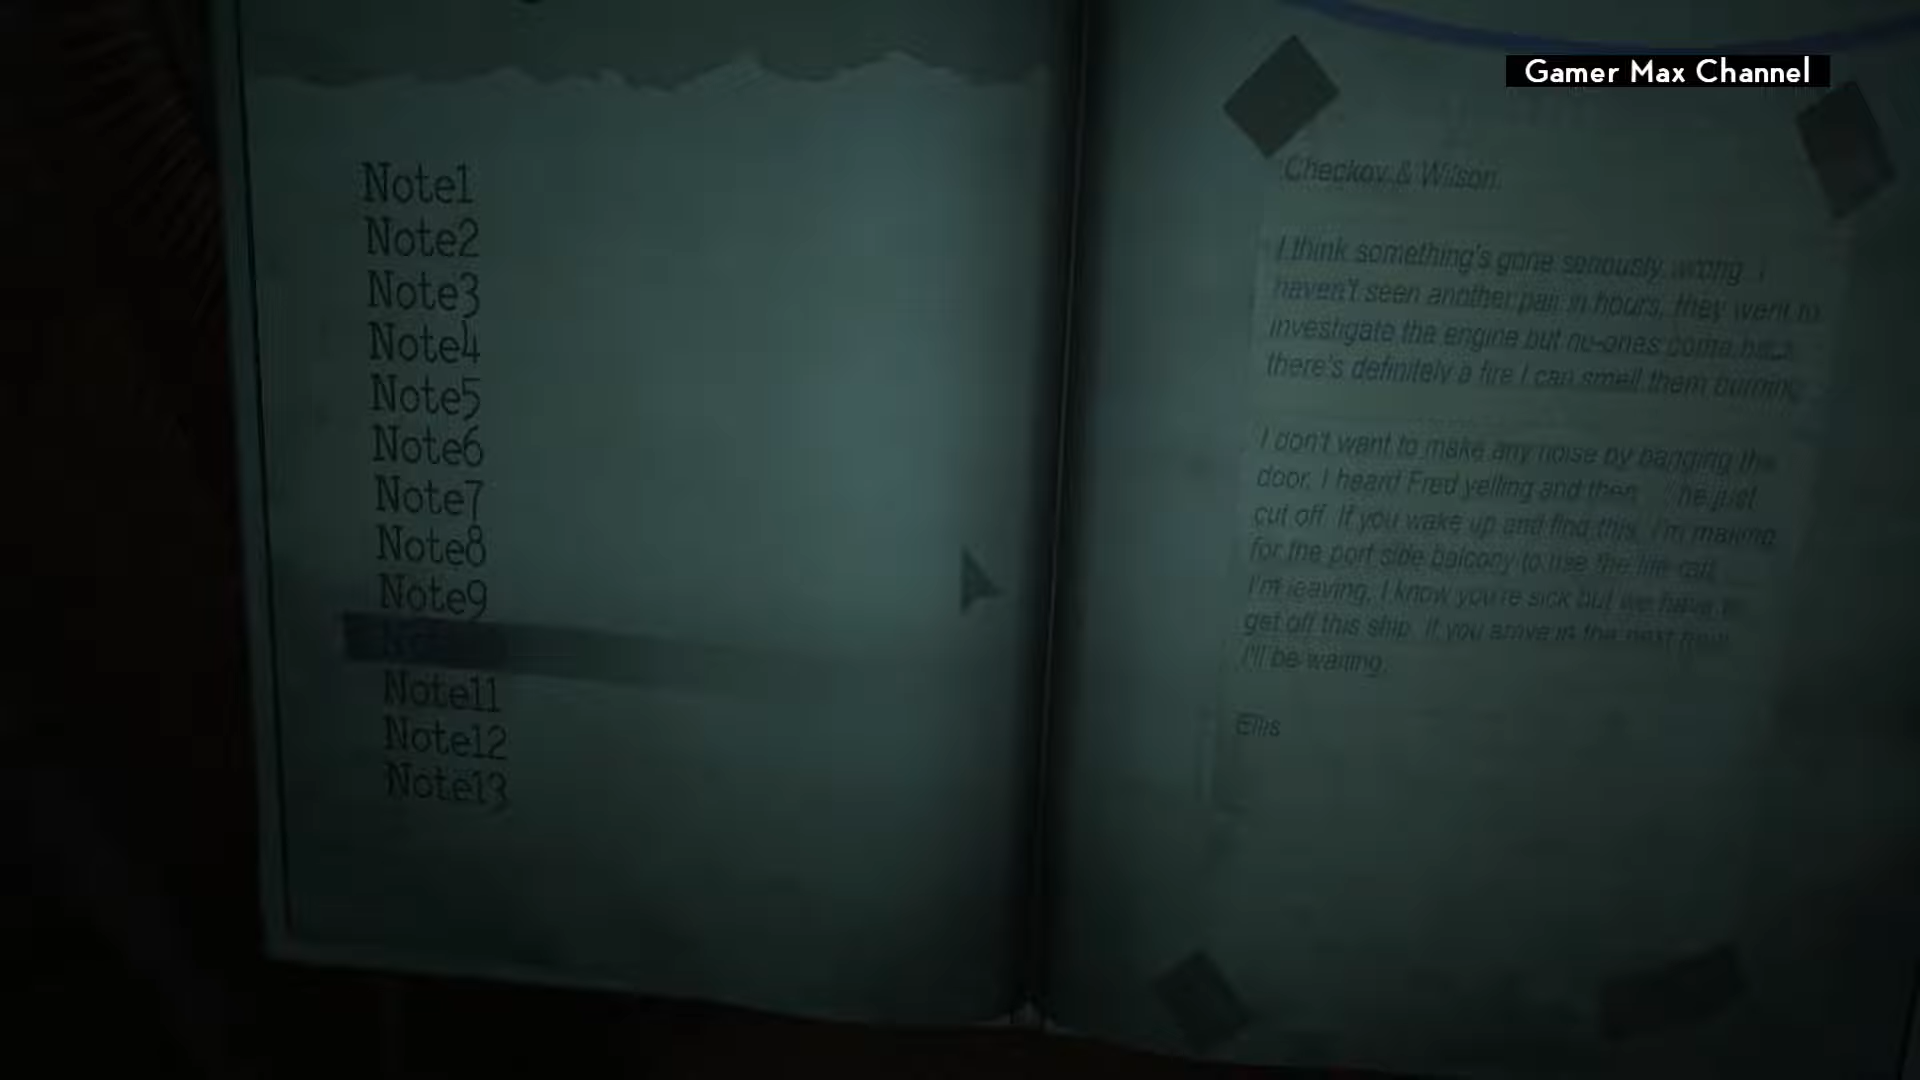 Gamer Max Channel
Note1
Note2
Note3
Note4
Note5
Note6
Note7
Note8
Note9
Note11
Note12
Note13
Checkov & Wilson.
I think something's gone seriously wrong. I
haven't seen another pair in hours, they went to
investigate the engine but no-ones come back
there's definitely a fire I can smell them burning
I don't want to make any noise by banging the
door. I heard Fred yelling and then he just
cut off. If you wake up and find this, I'm making
for the port side balcony to use the life raft
I'm leaving, I know you're sick but we have to
get off this ship. If you arrive in the next
I'll be waiting.
Ellis